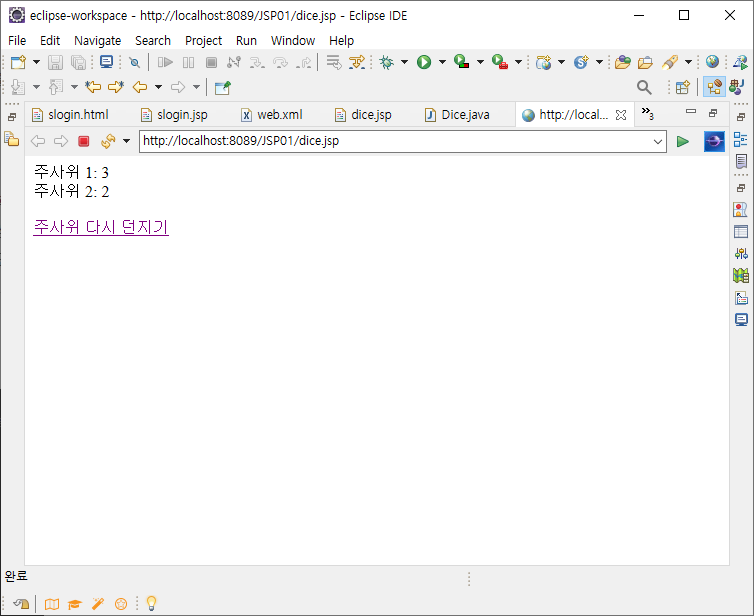 eclipse-workspace - http://localhost:8089/JSP01/dice.jsp - Eclipse IDE
File Edit Navigate Search Project Run Window Help
slogin.html slogin.jsp web.xml dice.jsp Dice.java http://local... »3
http://localhost:8089/JSP01/dice.jsp
주사위 1: 3
주사위 2: 2
주사위 다시 던지기
완료